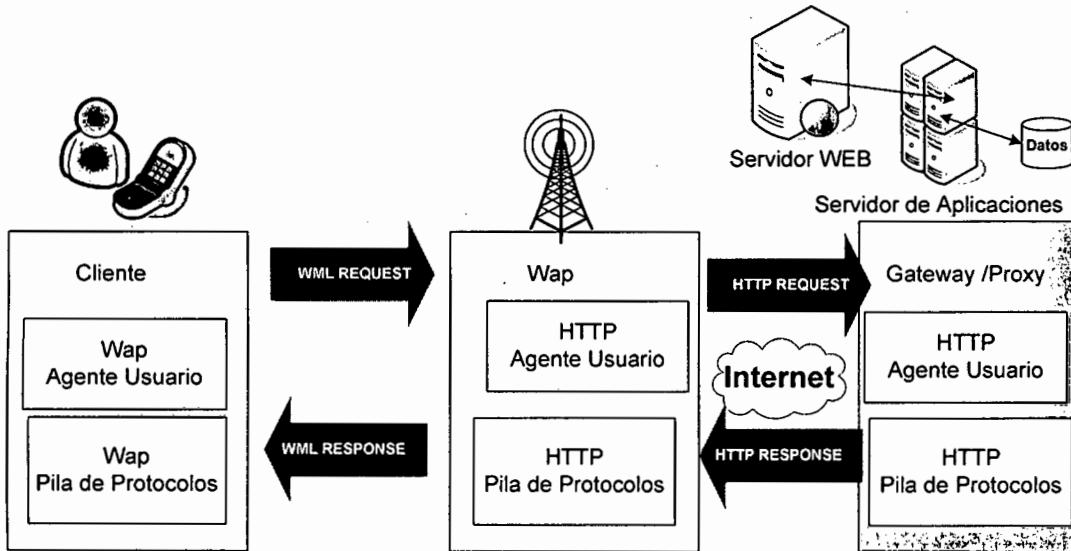 Servidor WEB
Datos
Servidor de Aplicaciones
Cliente
WML REQUEST
Wap
HTTP REQUEST
Gateway /Proxy
Wap
Agente Usuario
HTTP
Agente Usuario
Internet
HTTP
Agente Usuario
WML RESPONSE
HTTP RESPONSE
Wap
Pila de Protocolos
HTTP
Pila de Protocolos
HTTP
Pila de Protocolos